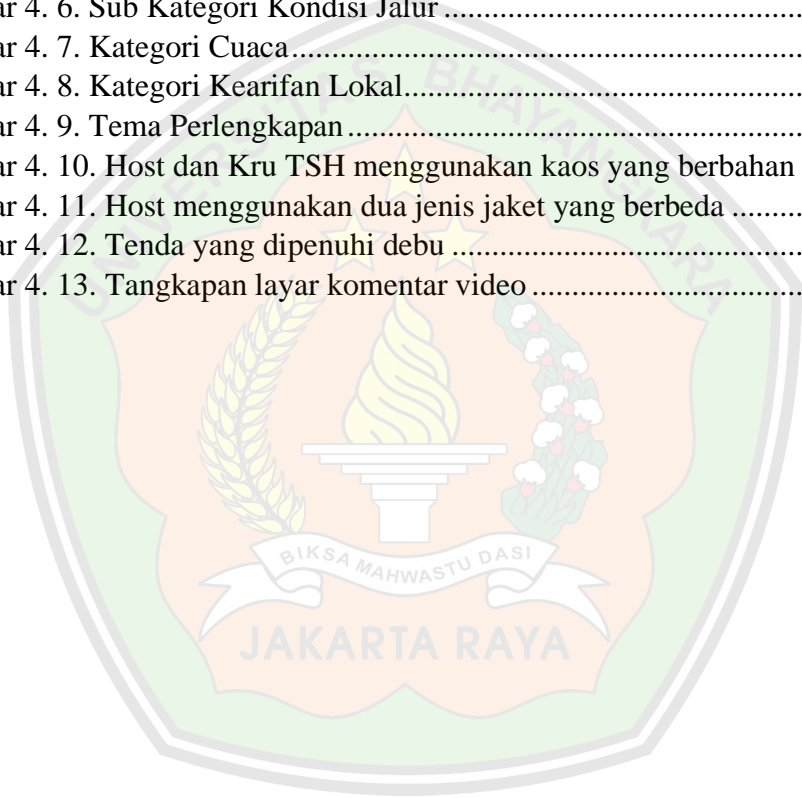 ar 4. 6. Sub Kategori Kondisi Jalur ............................................
ar 4. 7. Kategori Cuaca ................................................................
ar 4. 8. Kategori Kearifan Lokal..................................................
ar 4. 9. Tema Perlengkapan .........................................................
ar 4. 10. Host dan Kru TSH menggunakan kaos yang berbahan
ar 4. 11. Host menggunakan dua jenis jaket yang berbeda .........
ar 4. 12. Tenda yang dipenuhi debu ............................................
ar 4. 13. Tangkapan layar komentar video ..................................
UNIVERSITAS BHAYANGKARA
BIKSA MAHWASTU DASI
JAKARTA RAYA